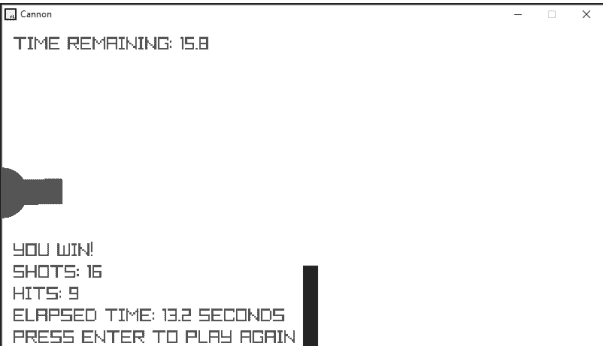 Cannon
TIME REMAINING: 15.8
YOU WIN!
SHOTS: 16
HITS: 9
ELAPSED TIME: 13.2 SECONDS
PRESS ENTER TO PLAY AGAIN